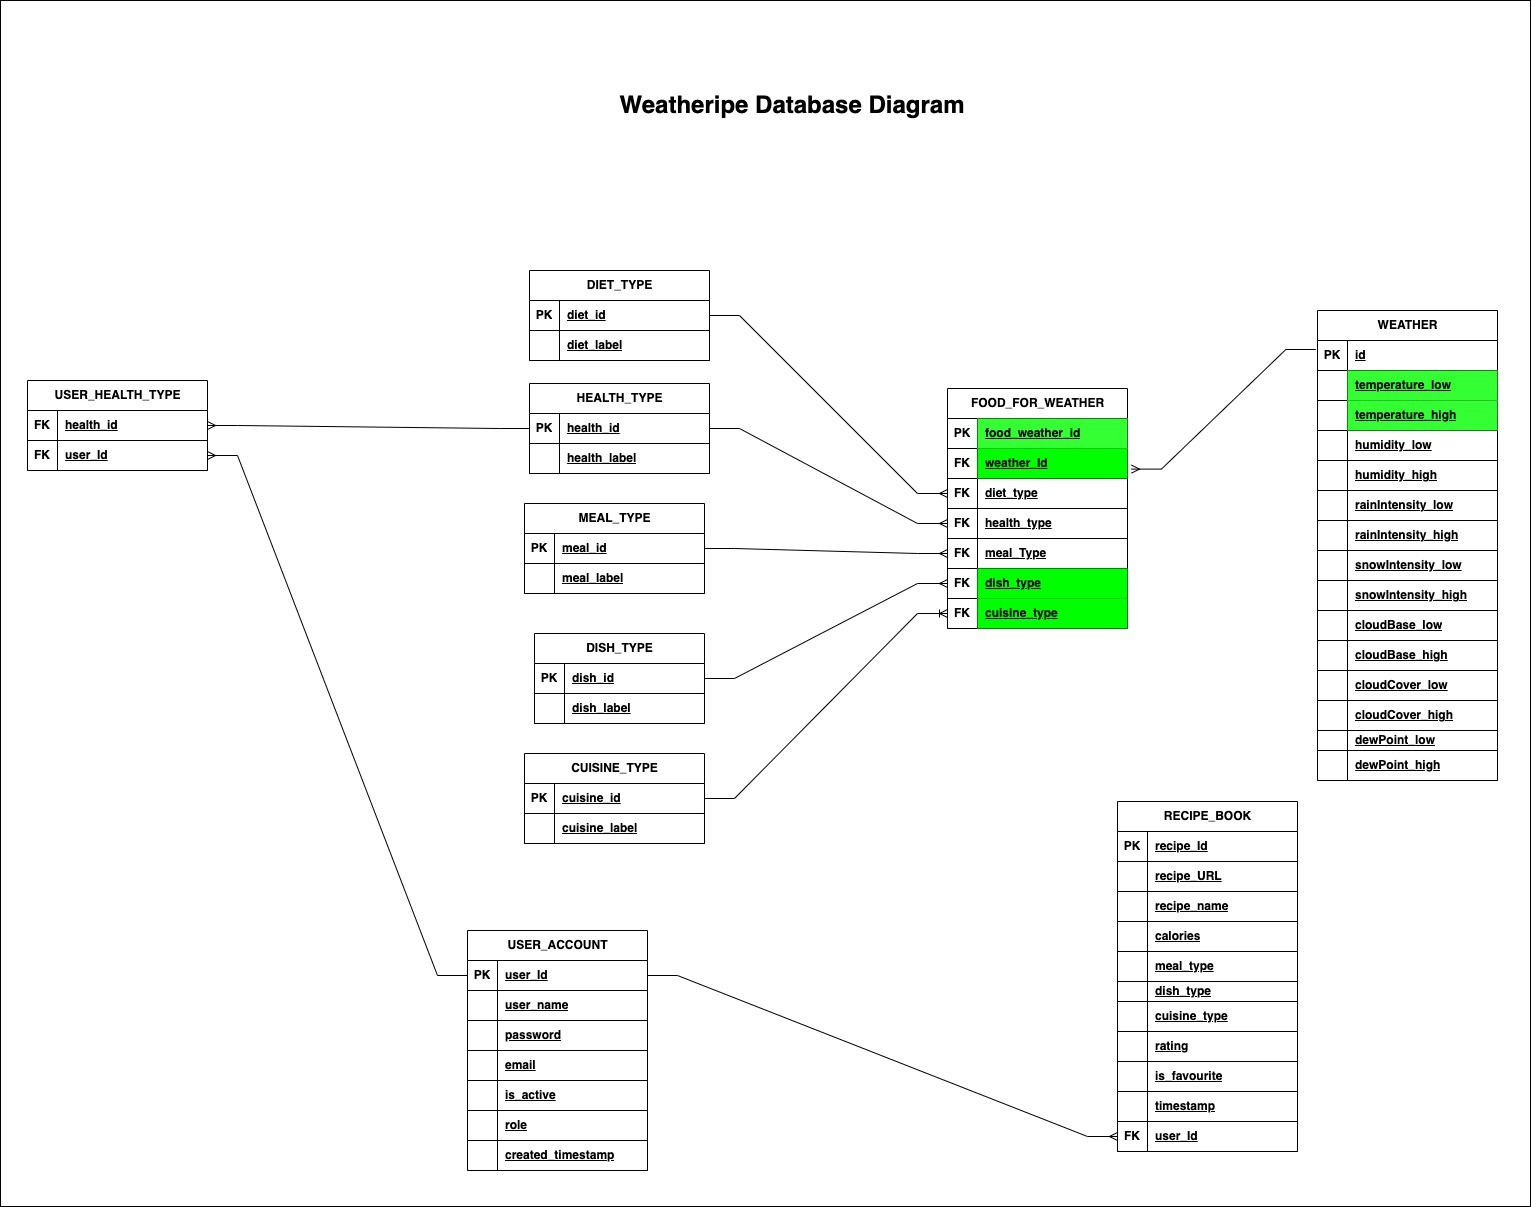 Weatheripe Database Diagram
DIET_TYPE
PK diet_id
diet_label
HEALTH_TYPE
PK health_id
health_label
USER_HEALTH_TYPE
FK health_id
FK user_Id
MEAL_TYPE
PK meal_id
meal_label
DISH_TYPE
PK dish_id
dish_label
CUISINE_TYPE
PK cuisine_id
cuisine_label
FOOD_FOR_WEATHER
PK food_weather_id
FK weather_Id
FK diet_type
FK health_type
FK meal_Type
FK dish_type
FK cuisine_type
WEATHER
PK id
temperature_low
temperature_high
humidity_low
humidity_high
rainIntensity_low
rainIntensity_high
snowIntensity_low
snowIntensity_high
cloudBase_low
cloudBase_high
cloudCover_low
cloudCover_high
dewPoint_low
dewPoint_high
RECIPE_BOOK
PK recipe_Id
recipe_URL
recipe_name
calories
meal_type
dish_type
cuisine_type
rating
is_favourite
timestamp
FK user_Id
USER_ACCOUNT
PK user_Id
user_name
password
email
is_active
role
created_timestamp